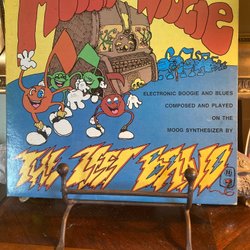 ELECTRONIC BOOGIE AND BLUES
COMPOSED AND PLAYED
ON THE
MOOG SYNTHESIZER BY
THE ZEET BAND